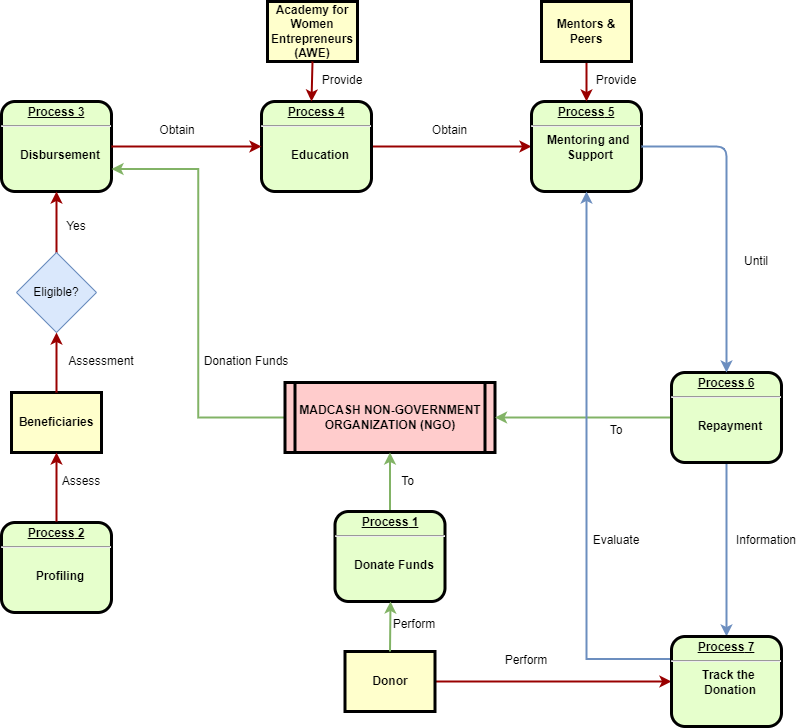 Academy for
Women
Entrepreneurs
(AWE)
Mentors &
Peers
Provide
Provide
Process 3
Disbursement
Obtain
Process 4
Education
Obtain
Process 5
Mentoring and
Support
Yes
Eligible?
Until
Assessment
Donation Funds
Beneficiaries
MADCASH NON-GOVERNMENT
ORGANIZATION (NGO)
To
Process 6
Repayment
Assess
To
Process 2
Profiling
Process 1
Donate Funds
Evaluate
Information
Perform
Donor
Perform
Process 7
Track the
Donation